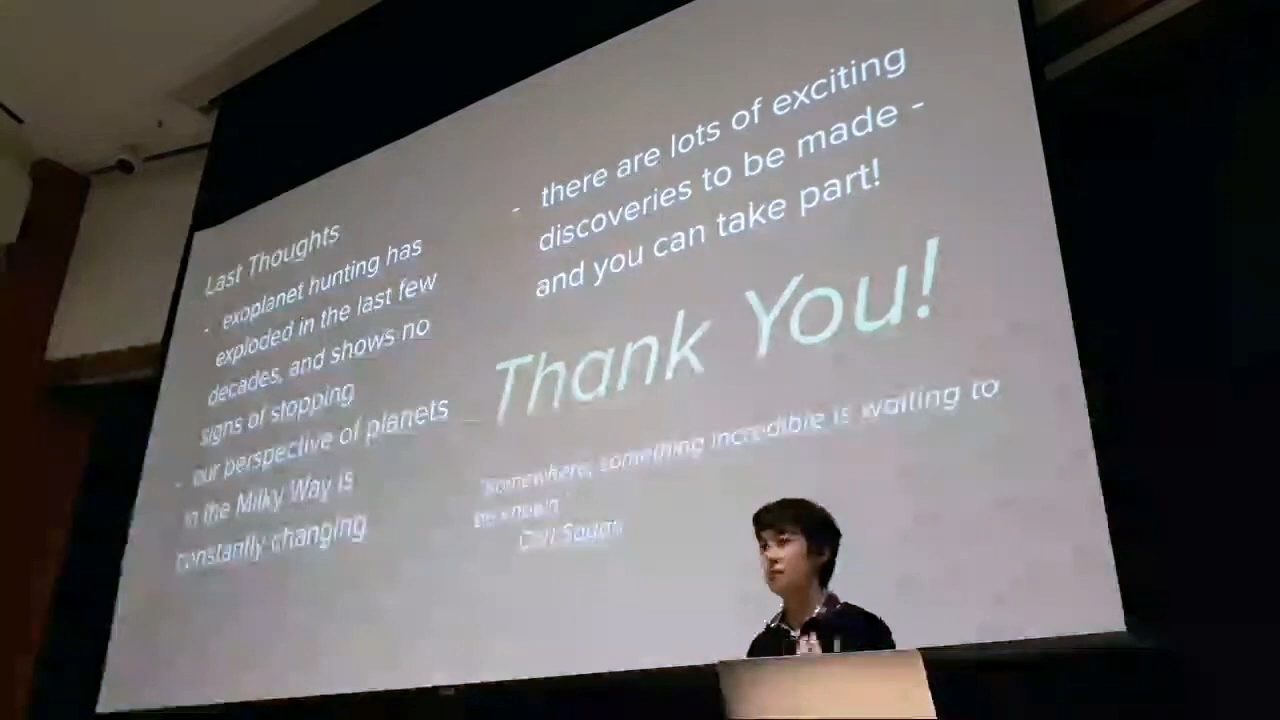 Last Thoughts
- exoplanet hunting has
exploded in the last few
decades, and shows no
signs of stopping
- our perspective of planets
in the Milky Way is
constantly changing
- there are lots of exciting
discoveries to be made -
and you can take part!
Thank You!
"Somewhere, something incredible is waiting to
be known"
Carl Sagan